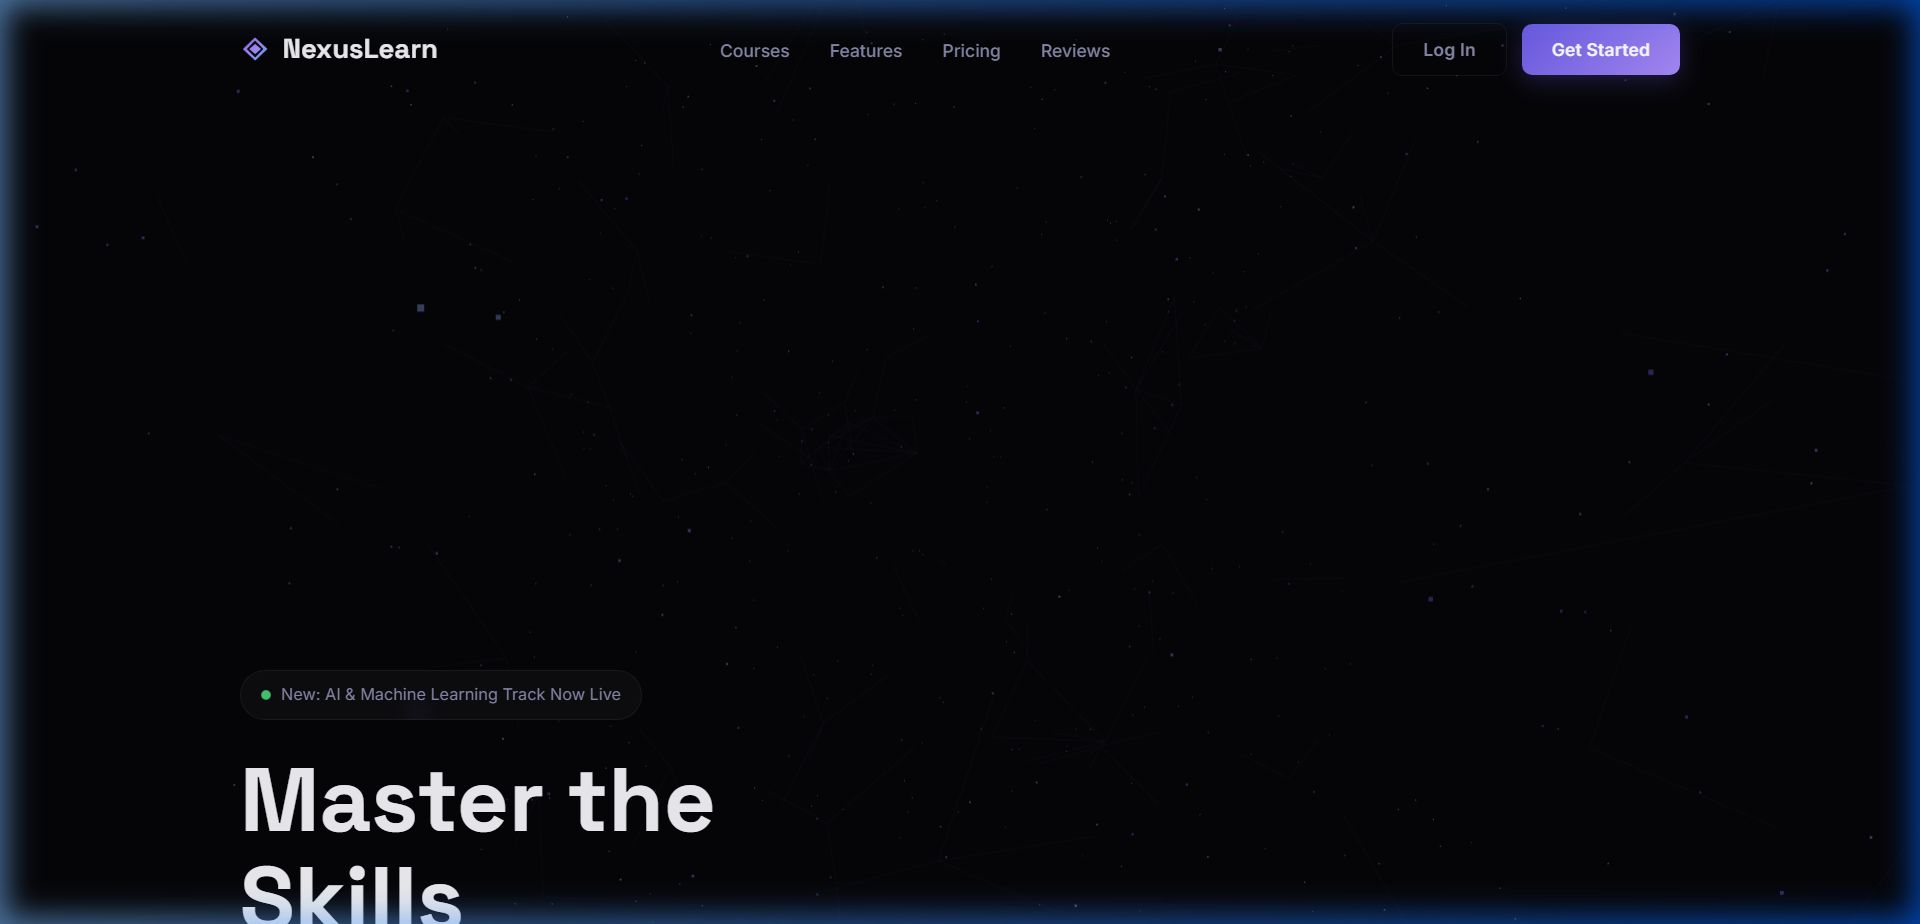 NexusLearn
Courses
Features
Pricing
Reviews
Log In
Get Started
New: AI & Machine Learning Track Now Live
Master the
Skills